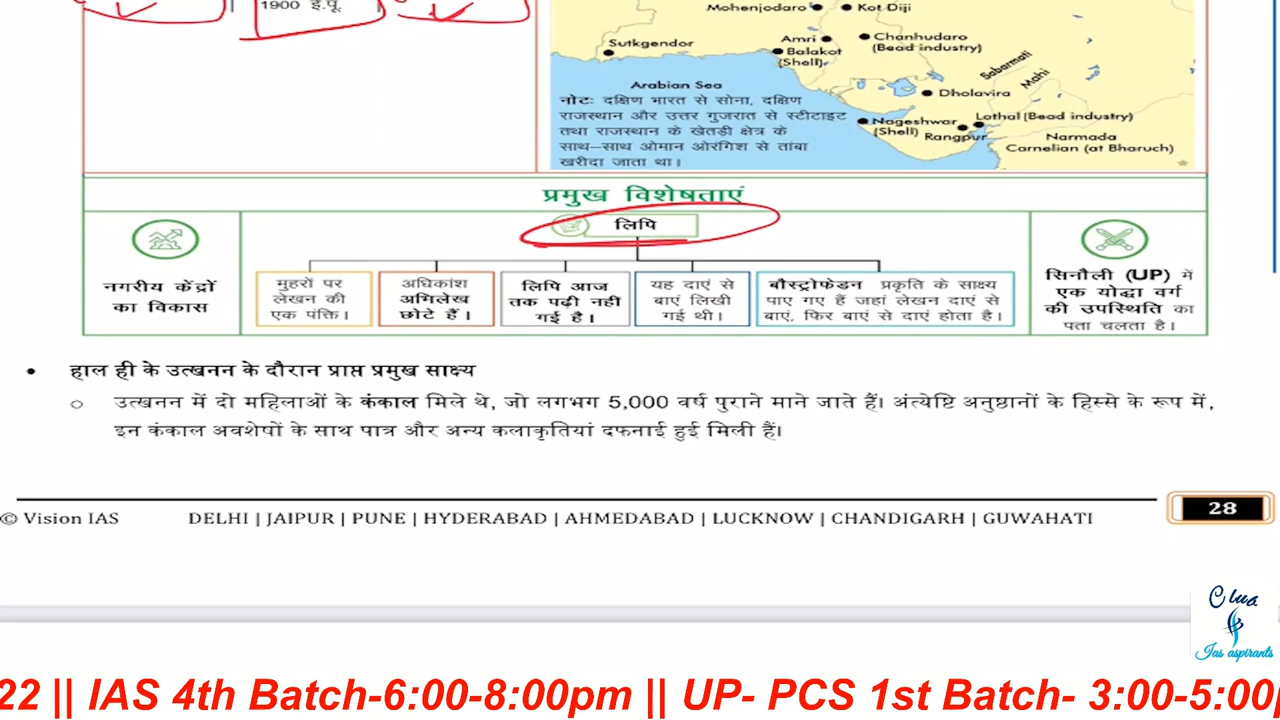 1900 ई.पू.
Mohenjodaro
Kot Diji
Sutkgendor
Amri
Balakot
(Shell)
Chanhudaro
(Bead industry)
Sabarmati
Mahi
Arabian Sea
Dholavira
नोटः दक्षिण भारत से सोना, दक्षिण
राजस्थान और उत्तर गुजरात से स्टीटाइट
तथा राजस्थान के खेतड़ी क्षेत्र के
साथ–साथ ओमान ओरगिश से तांबा
खरीदा जाता था।
Nageshwar
(Shell)
Rangpur
Lothal (Bead industry)
Narmada
Carnelian (at Bharuch)
प्रमुख विशेषताएं
लिपि
नगरीय केंद्रों
का विकास
मुहरों पर
लेखन की
एक पंक्ति।
अधिकांश
अभिलेख
छोटे हैं।
लिपि आज
तक पढ़ी नहीं
गई है।
यह दाएं से
बाएं लिखी
गई थी।
बौस्ट्रोफेडन प्रकृति के साक्ष्य
पाए गए हैं जहां लेखन दाएं से
बाएं, फिर बाएं से दाएं होता है।
सिनौली (UP) में
एक योद्धा वर्ग
की उपस्थिति का
पता चलता है।
• हाल ही के उत्खनन के दौरान प्राप्त प्रमुख साक्ष्य
○ उत्खनन में दो महिलाओं के कंकाल मिले थे, जो लगभग 5,000 वर्ष पुराने माने जाते हैं। अंत्येष्टि अनुष्ठानों के हिस्से के रूप में,
इन कंकाल अवशेषों के साथ पात्र और अन्य कलाकृतियां दफनाई हुई मिली हैं।
© Vision IAS DELHI | JAIPUR | PUNE | HYDERABAD | AHMEDABAD | LUCKNOW | CHANDIGARH | GUWAHATI 28
Ias aspirants
22 || IAS 4th Batch-6:00-8:00pm || UP- PCS 1st Batch- 3:00-5:00p